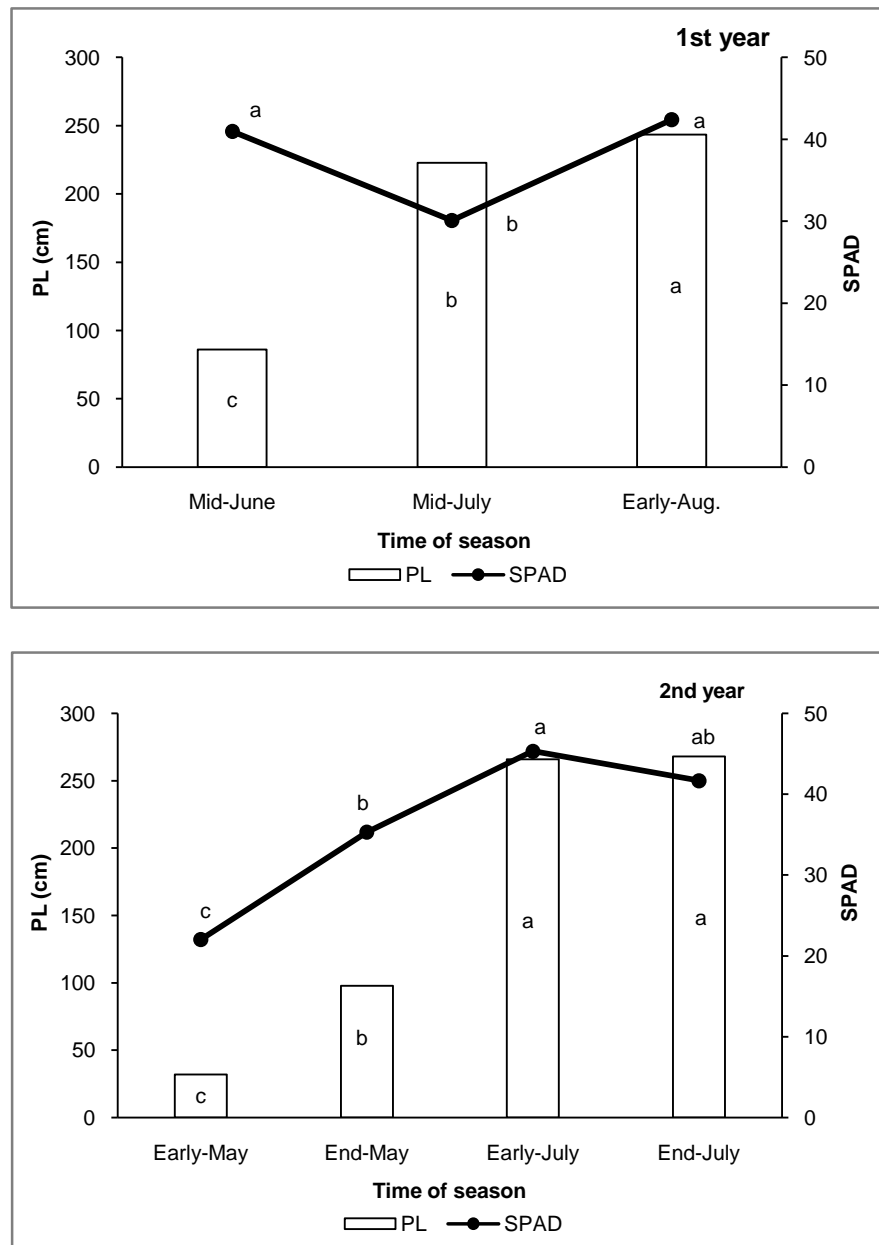 1st year
300
250
200
150
100
50
0
PL (cm)
50
40
30
20
10
0
SPAD
a
b
a
c
b
a
Mid-June Mid-July Early-Aug.
Time of season
PL SPAD
2nd year
300
250
200
150
100
50
0
PL (cm)
50
40
30
20
10
0
SPAD
c
b
a
ab
c
b
a
a
Early-May End-May Early-July End-July
Time of season
PL SPAD